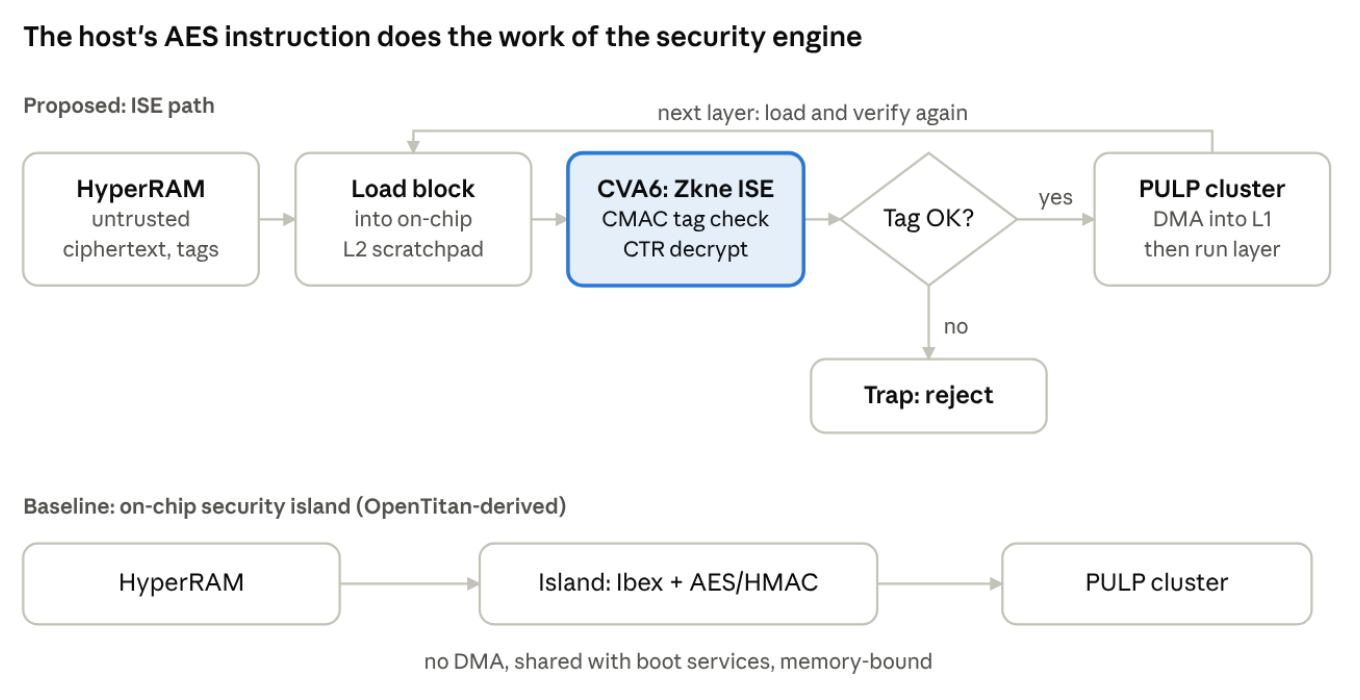 The host's AES instruction does the work of the security engine
Proposed: ISE path
next layer: load and verify again
HyperRAM
untrusted
ciphertext, tags
Load block
into on-chip
L2 scratchpad
CVA6: Zkne ISE
CMAC tag check
CTR decrypt
Tag OK?
yes
PULP cluster
DMA into L1
then run layer
no
Trap: reject
Baseline: on-chip security island (OpenTitan-derived)
HyperRAM
Island: Ibex + AES/HMAC
PULP cluster
no DMA, shared with boot services, memory-bound